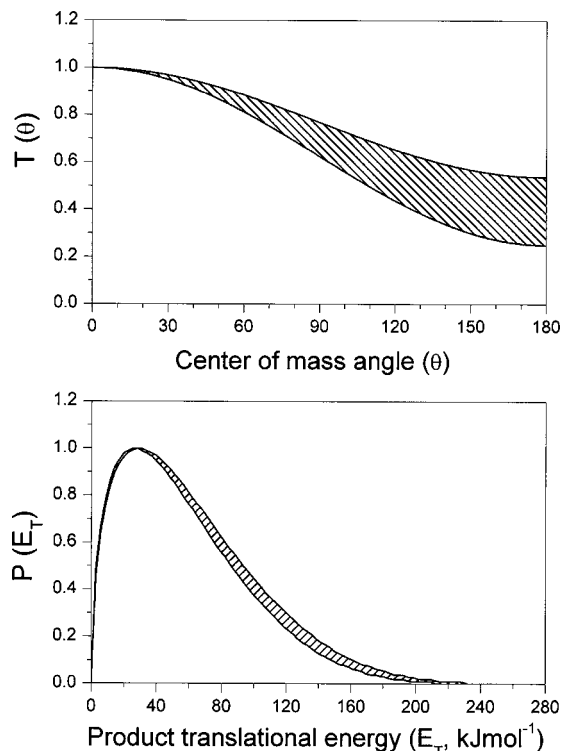 1.2
1.0
0.8
0.6
0.4
0.2
0.0
T (θ)
0 30 60 90 120 150 180
Center of mass angle (θ)
1.2
1.0
0.8
0.6
0.4
0.2
0.0
P (E_T)
0 40 80 120 160 200 240 280
Product translational energy (E_T, kJmol⁻¹)